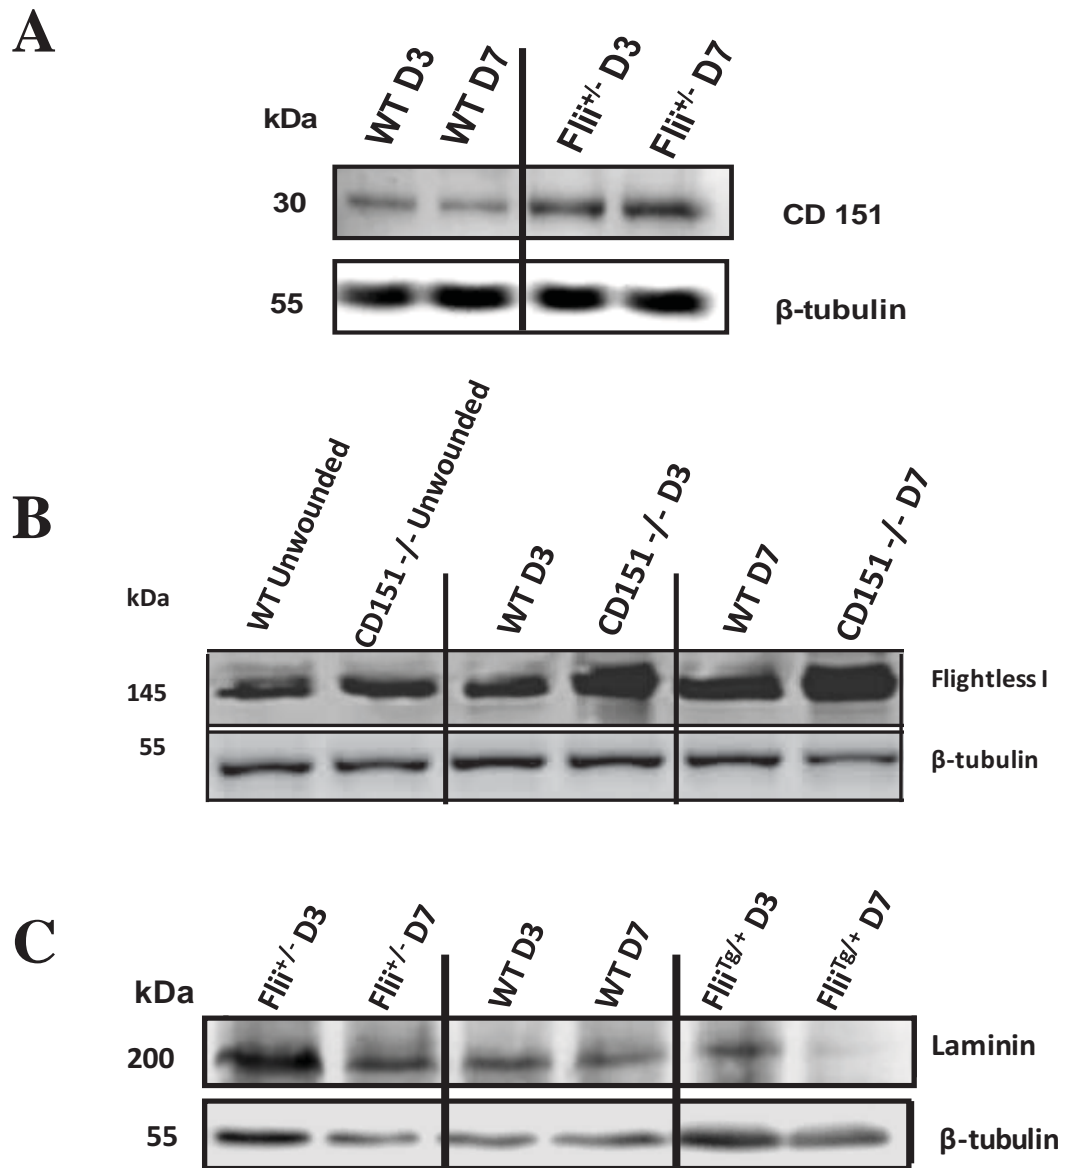 A
WT D3
WT D7
Flii+/- D3
Flii+/- D7
kDa
30
CD 151
55
β-tubulin
B
WT Unwounded
CD151 -/- Unwounded
WT D3
CD151 -/- D3
WT D7
CD151 -/- D7
kDa
145
Flightless I
55
β-tubulin
C
Flii+/- D3
Flii+/- D7
WT D3
WT D7
FliiTg/+ D3
FliiTg/+ D7
kDa
200
Laminin
55
β-tubulin